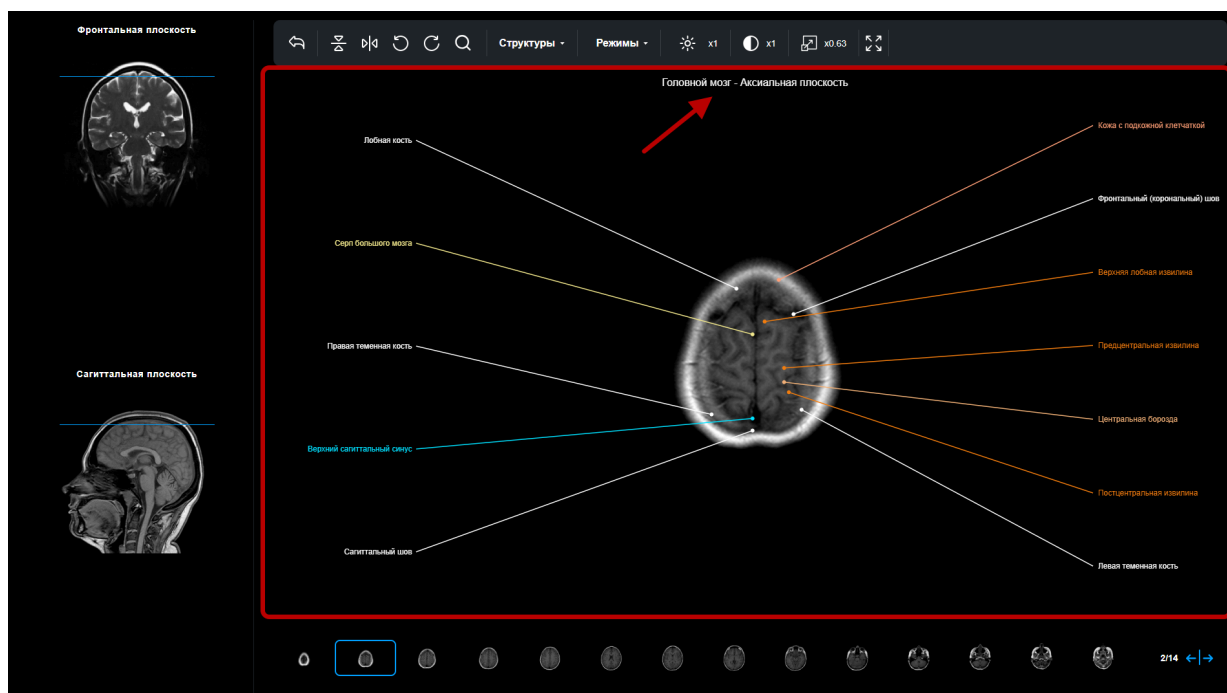 Фронтальная плоскость
Структуры
Режимы
x1
x1
x0.63
Головной мозг - Аксиальная плоскость
Лобная кость
Кожа с подкожной клетчаткой
Фронтальный (корональный) шов
Серп большого мозга
Верхняя лобная извилина
Правая теменная кость
Предцентральная извилина
Сагиттальная плоскость
Центральная борозда
Верхний сагиттальный синус
Постцентральная извилина
Сагиттальный шов
Левая теменная кость
2/14